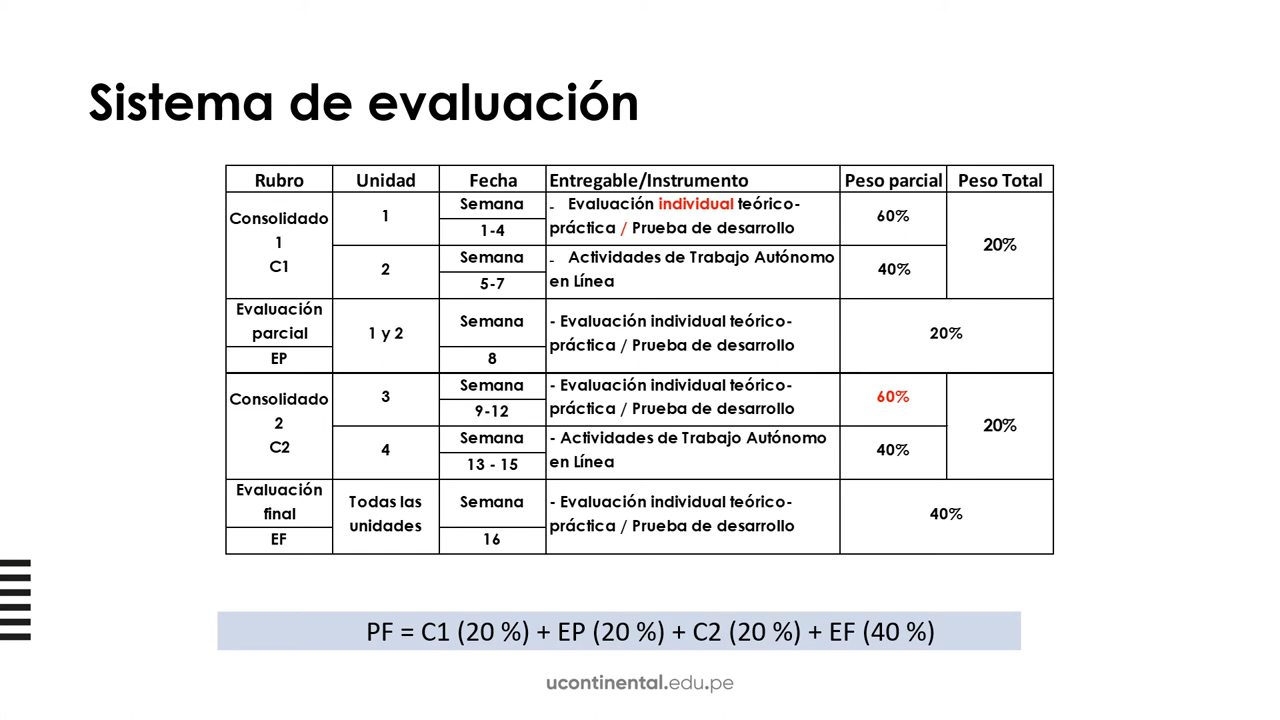 Sistema de evaluación
Rubro Unidad Fecha Entregable/Instrumento Peso parcial Peso Total
Consolidado
1
C1
1
Semana
1-4
- Evaluación individual teórico-
práctica / Prueba de desarrollo
60%
20%
2
Semana
5-7
- Actividades de Trabajo Autónomo
en Línea
40%
Evaluación
parcial
EP
1 y 2
Semana
8
- Evaluación individual teórico-
práctica / Prueba de desarrollo
20%
Consolidado
2
C2
3
Semana
9-12
- Evaluación individual teórico-
práctica / Prueba de desarrollo
60%
20%
4
Semana
13 - 15
- Actividades de Trabajo Autónomo
en Línea
40%
Evaluación
final
EF
Todas las
unidades
Semana
16
- Evaluación individual teórico-
práctica / Prueba de desarrollo
40%
PF = C1 (20 %) + EP (20 %) + C2 (20 %) + EF (40 %)
ucontinental.edu.pe